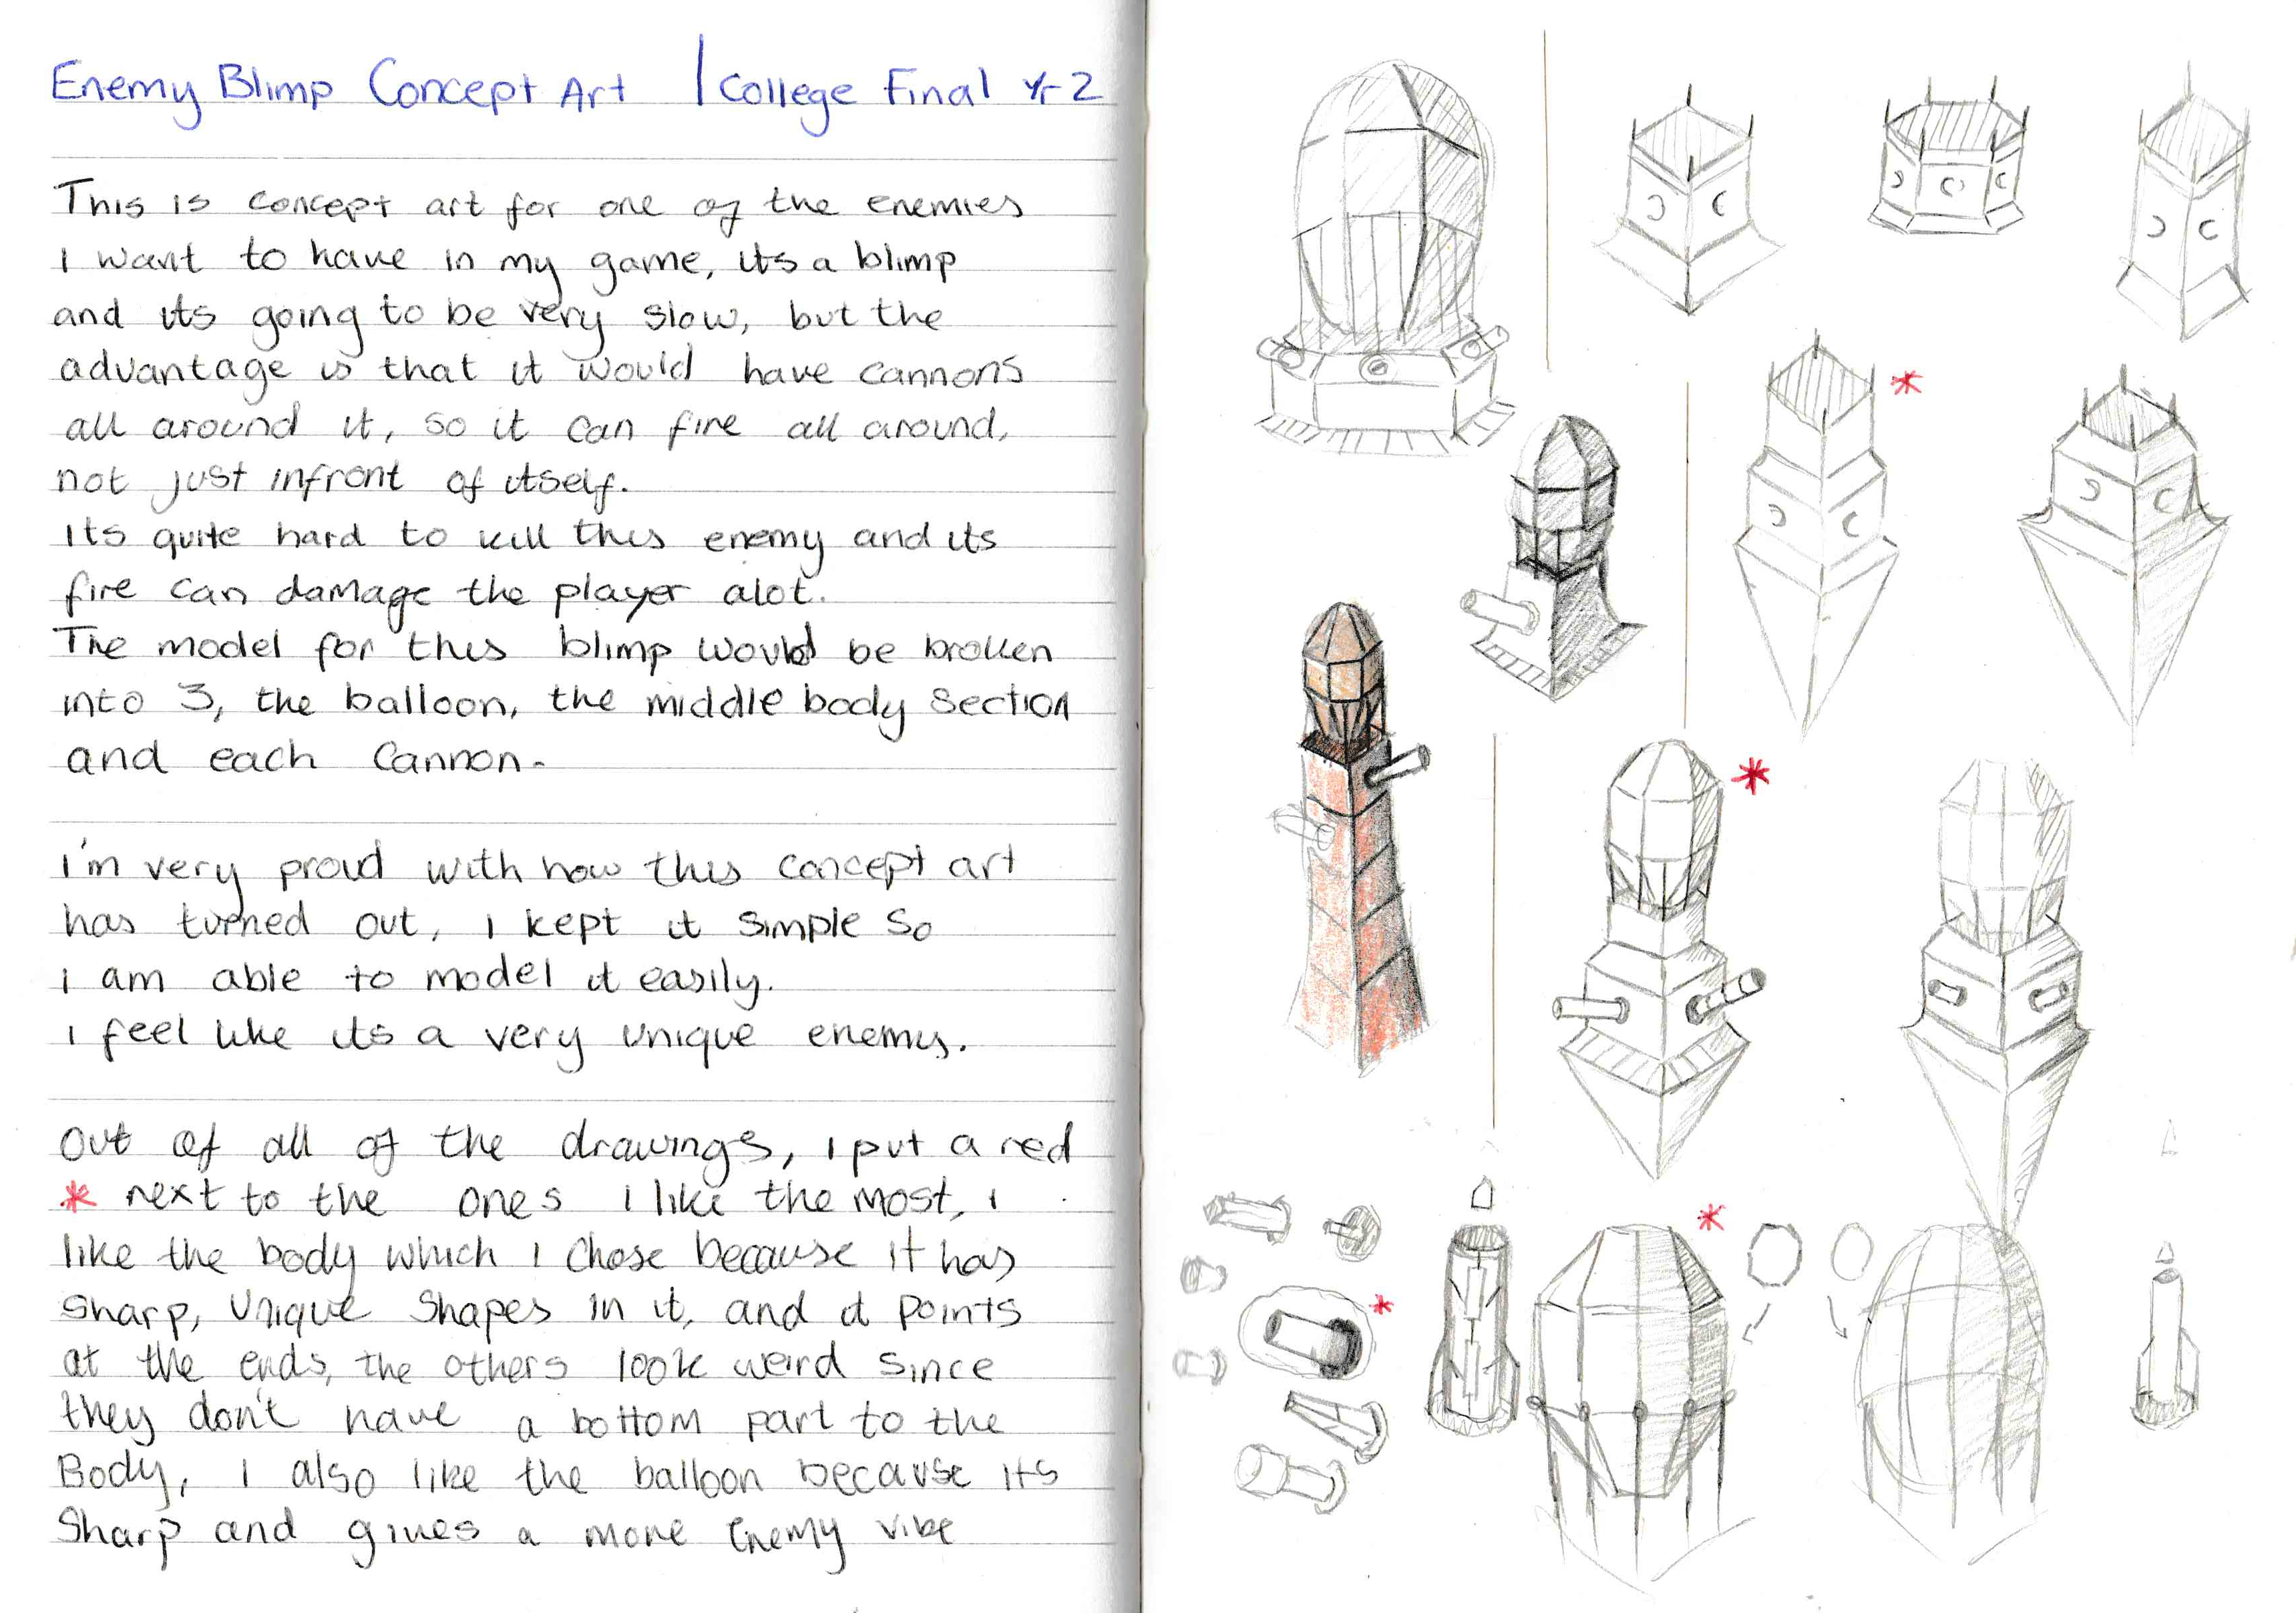 Enemy Blimp Concept Art | College Final Yr 2
This is concept art for one of the enemies
I want to have in my game, its a blimp
and its going to be very slow, but the
advantage is that it would have cannons
all around it, so it can fire all around,
not just infront of itself.
Its quite hard to kill this enemy and its
fire can damage the player alot.
The model for this blimp would be broken
into 3, the balloon, the middle body section
and each cannon.
I'm very proud with how this concept art
has turned out, I kept it simple so
I am able to model it easily.
I feel like its a very unique enemy.
Out of all of the drawings, I put a red
* next to the ones I like the most, I
like the body which I chose because it has
sharp, unique shapes in it, and it points
at the ends, the others look weird since
they don't have a bottom part to the
Body, I also like the balloon because its
sharp and gives a more enemy vibe